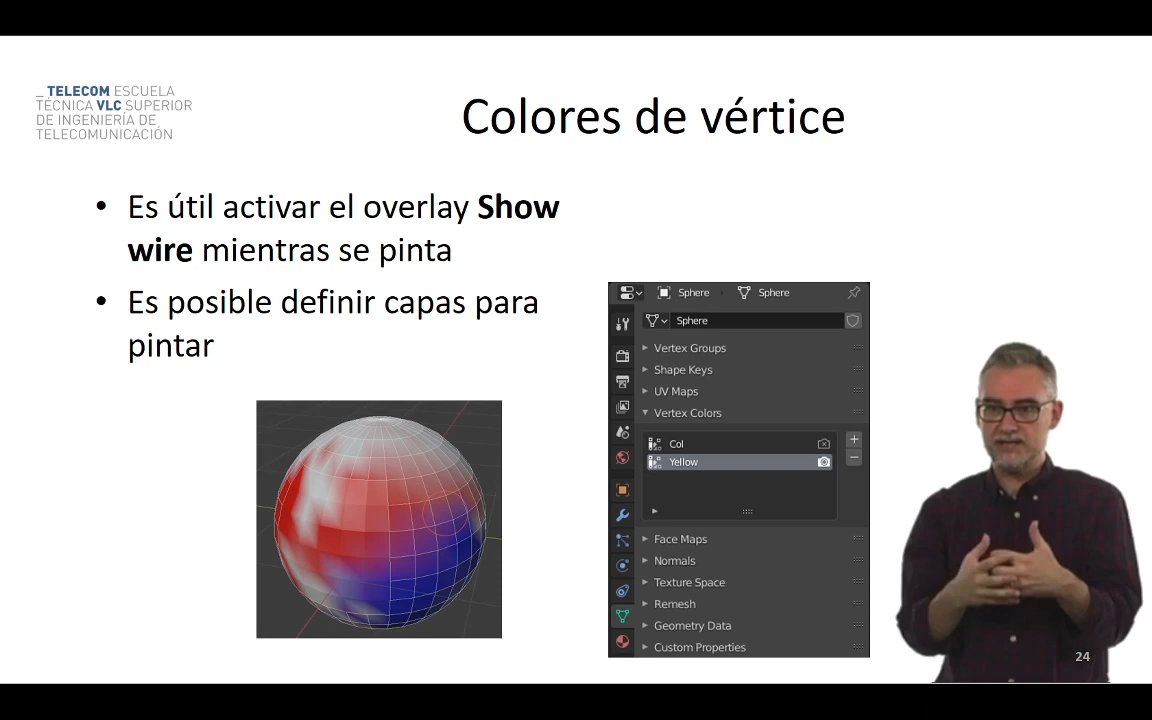 _ TELECOM ESCUELA
TÉCNICA VLC SUPERIOR
DE INGENIERÍA DE
TELECOMUNICACIÓN
Colores de vértice
• Es útil activar el overlay Show
wire mientras se pinta
• Es posible definir capas para
pintar
Sphere Sphere
Sphere
Vertex Groups
Shape Keys
UV Maps
Vertex Colors
Col
Yellow
Face Maps
Normals
Texture Space
Remesh
Geometry Data
Custom Properties
24